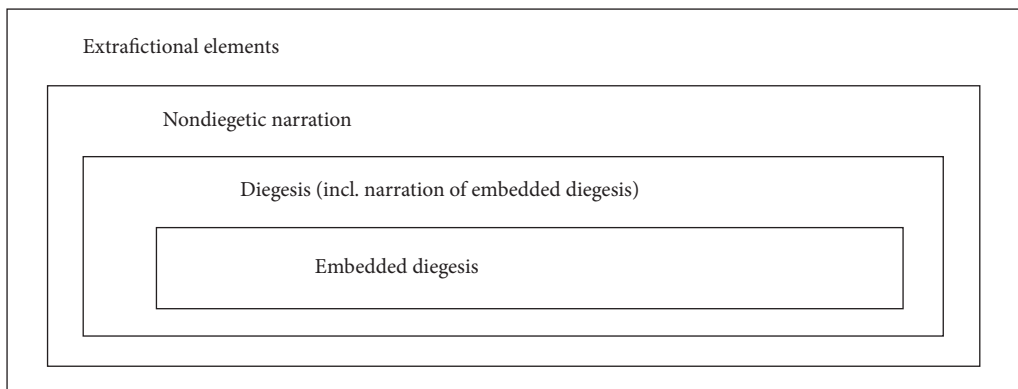 Extrafictional elements
Nondiegetic narration
Diegesis (incl. narration of embedded diegesis)
Embedded diegesis